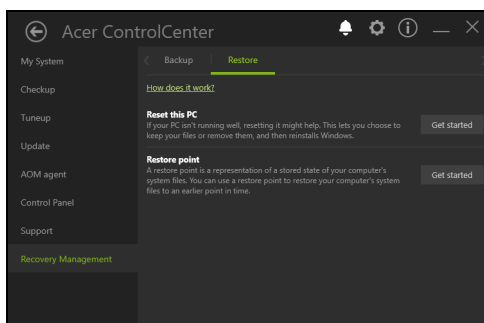 Acer ControlCenter
My System
Checkup
Tuneup
Update
AOM agent
Control Panel
Support
Recovery Management
Backup
Restore
How does it work?
Reset this PC
If your PC isn't running well, resetting it might help. This lets you choose to
keep your files or remove them, and then reinstalls Windows.
Get started
Restore point
A restore point is a representation of a stored state of your computer's
system files. You can use a restore point to restore your computer's system
files to an earlier point in time.
Get started